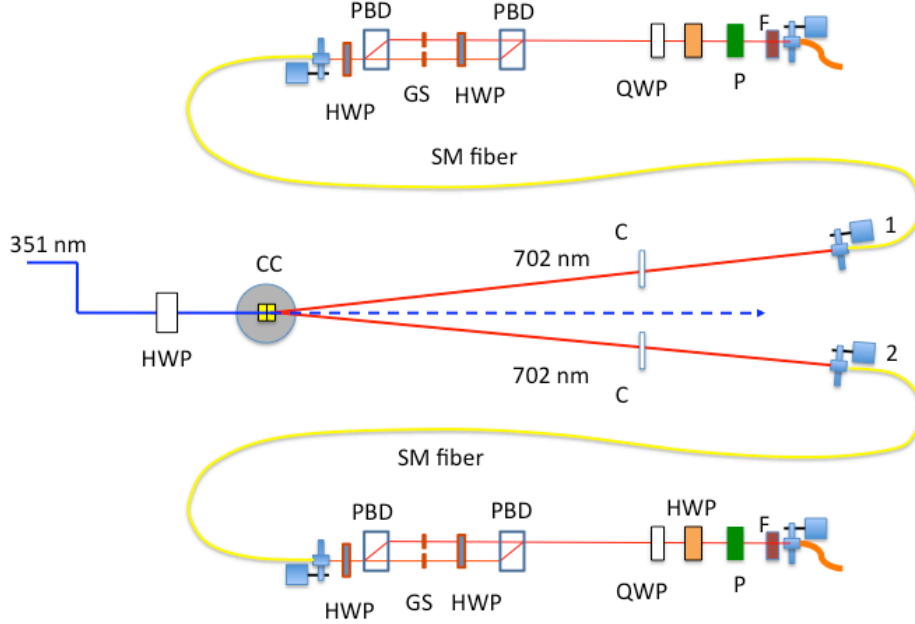 PBD
PBD
F
HWP
GS
HWP
QWP
P
SM fiber
1
351 nm
CC
C
702 nm
HWP
2
702 nm
C
SM fiber
PBD
PBD
HWP
F
HWP
GS
HWP
QWP
P